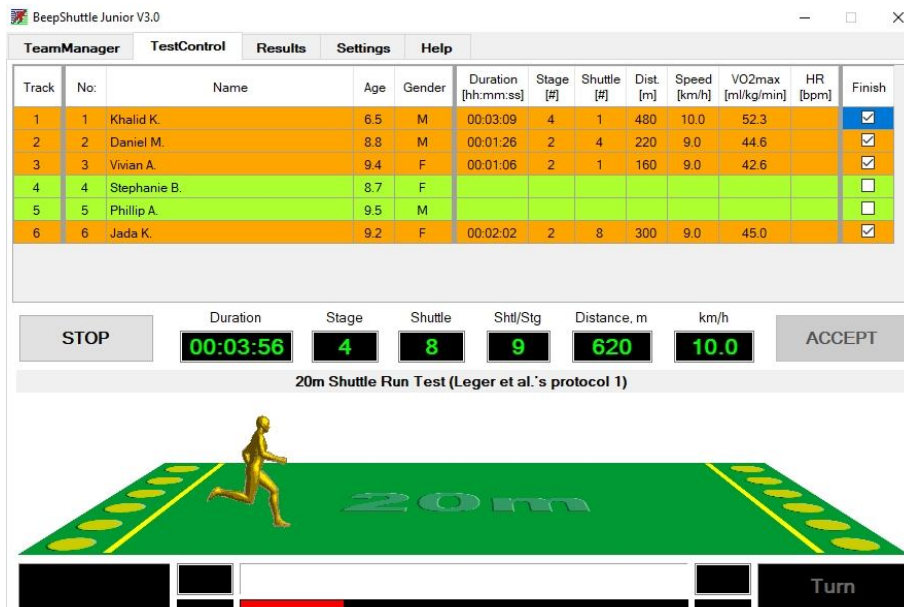 BeepShuttle Junior V3.0
TeamManager TestControl Results Settings Help
Track No: Name Age Gender Duration [hh:mm:ss] Stage [#] Shuttle [#] Dist. [m] Speed [km/h] VO2max [ml/kg/min] HR [bpm] Finish
1 1 Khalid K. 6.5 M 00:03:09 4 1 480 10.0 52.3
2 2 Daniel M. 8.8 M 00:01:26 2 4 220 9.0 44.6
3 3 Vivian A. 9.4 F 00:01:06 2 1 160 9.0 42.6
4 4 Stephanie B. 8.7 F
5 5 Phillip A. 9.5 M
6 6 Jada K. 9.2 F 00:02:02 2 8 300 9.0 45.0
Duration Stage Shuttle Shtl/Stg Distance, m km/h
STOP 00:03:56 4 8 9 620 10.0 ACCEPT
20m Shuttle Run Test (Leger et al.'s protocol 1)
20m
Turn